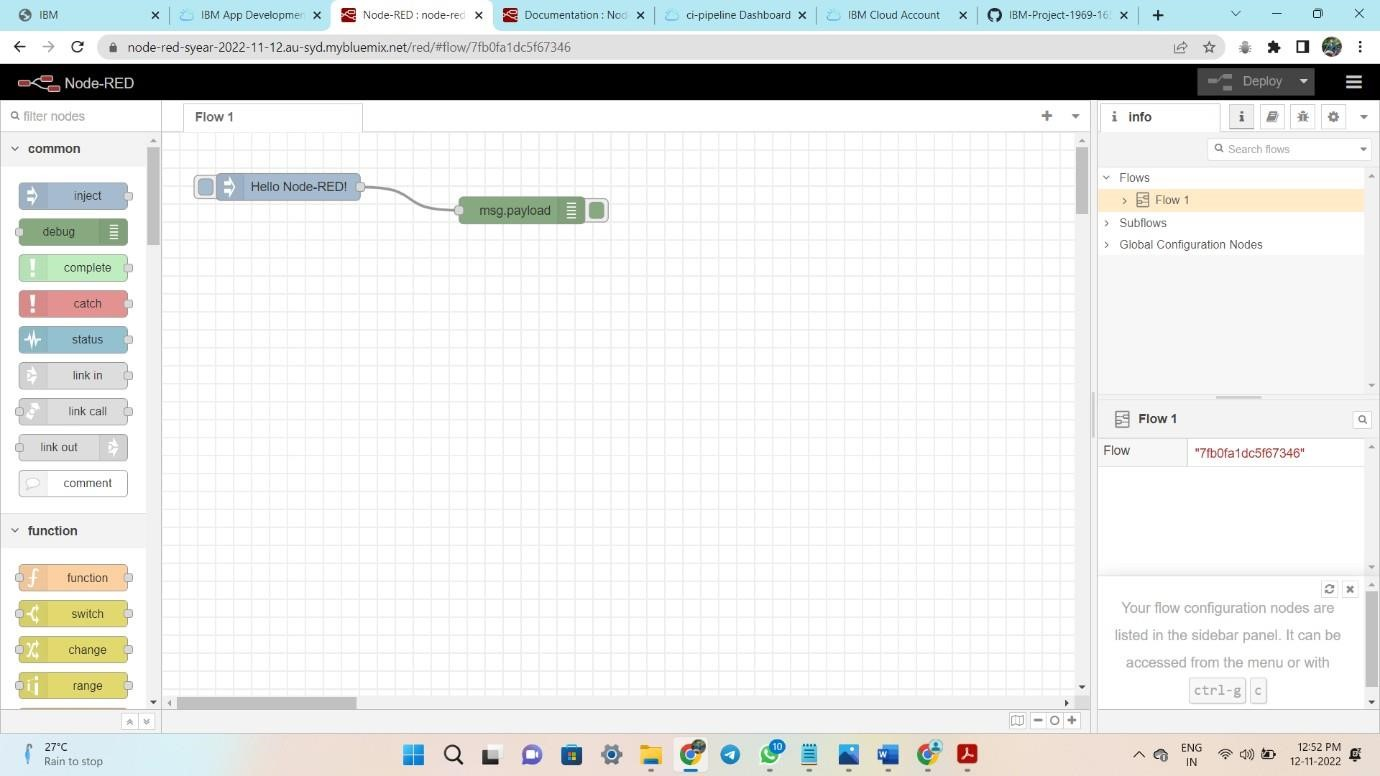 IBM
IBM App Developmen
Node-RED : node-red
Documentation : Nod
ci-pipeline Dashboard
IBM Cloud Account
IBM-Project-1969-16
node-red-syear-2022-11-12.au-syd.mybluemix.net/red/#flow/7fb0fa1dc5f67346
Node-RED
Deploy
filter nodes
Flow 1
info
common
Search flows
Hello Node-RED!
msg.payload
Flows
Flow 1
Subflows
Global Configuration Nodes
inject
debug
complete
catch
status
link in
link call
link out
comment
Flow 1
Flow
"7fb0fa1dc5f67346"
function
function
switch
change
range
Your flow configuration nodes are
listed in the sidebar panel. It can be
accessed from the menu or with
ctrl-g c
27°C
Rain to stop
10
ENG
IN
12:52 PM
12-11-2022